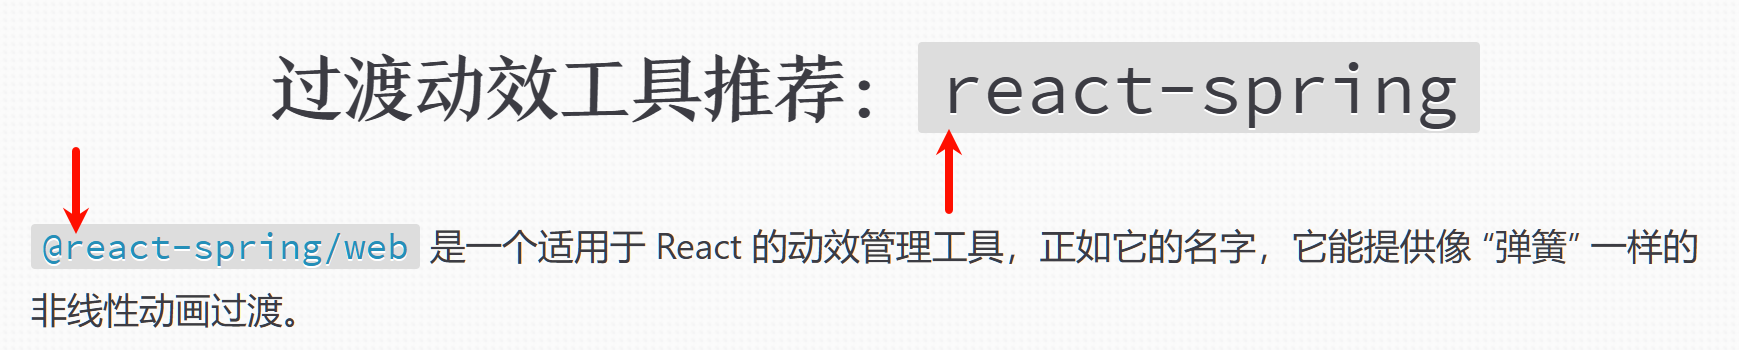 过渡动效工具推荐：react-spring
@react-spring/web 是一个适用于 React 的动效管理工具，正如它的名字，它能提供像 “弹簧” 一样的
非线性动画过渡。